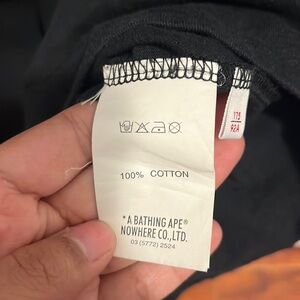 100% COTTON
"A BATHING APE®
NOWHERE CO.,LTD.
03 (5772) 2524
175
92A